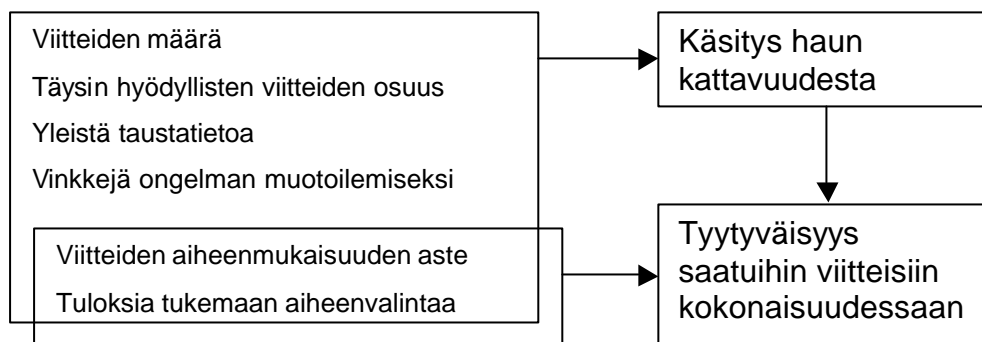 Viitteiden määrä
Täysin hyödyllisten viitteiden osuus
Yleistä taustatietoa
Vinkkejä ongelman muotoilemiseksi
Viitteiden aiheenmukaisuuden aste
Tuloksia tukemaan aiheenvalintaa
Käsitys haun
kattavuudesta
Tyytyväisyys
saatuihin viitteisiin
kokonaisuudessaan